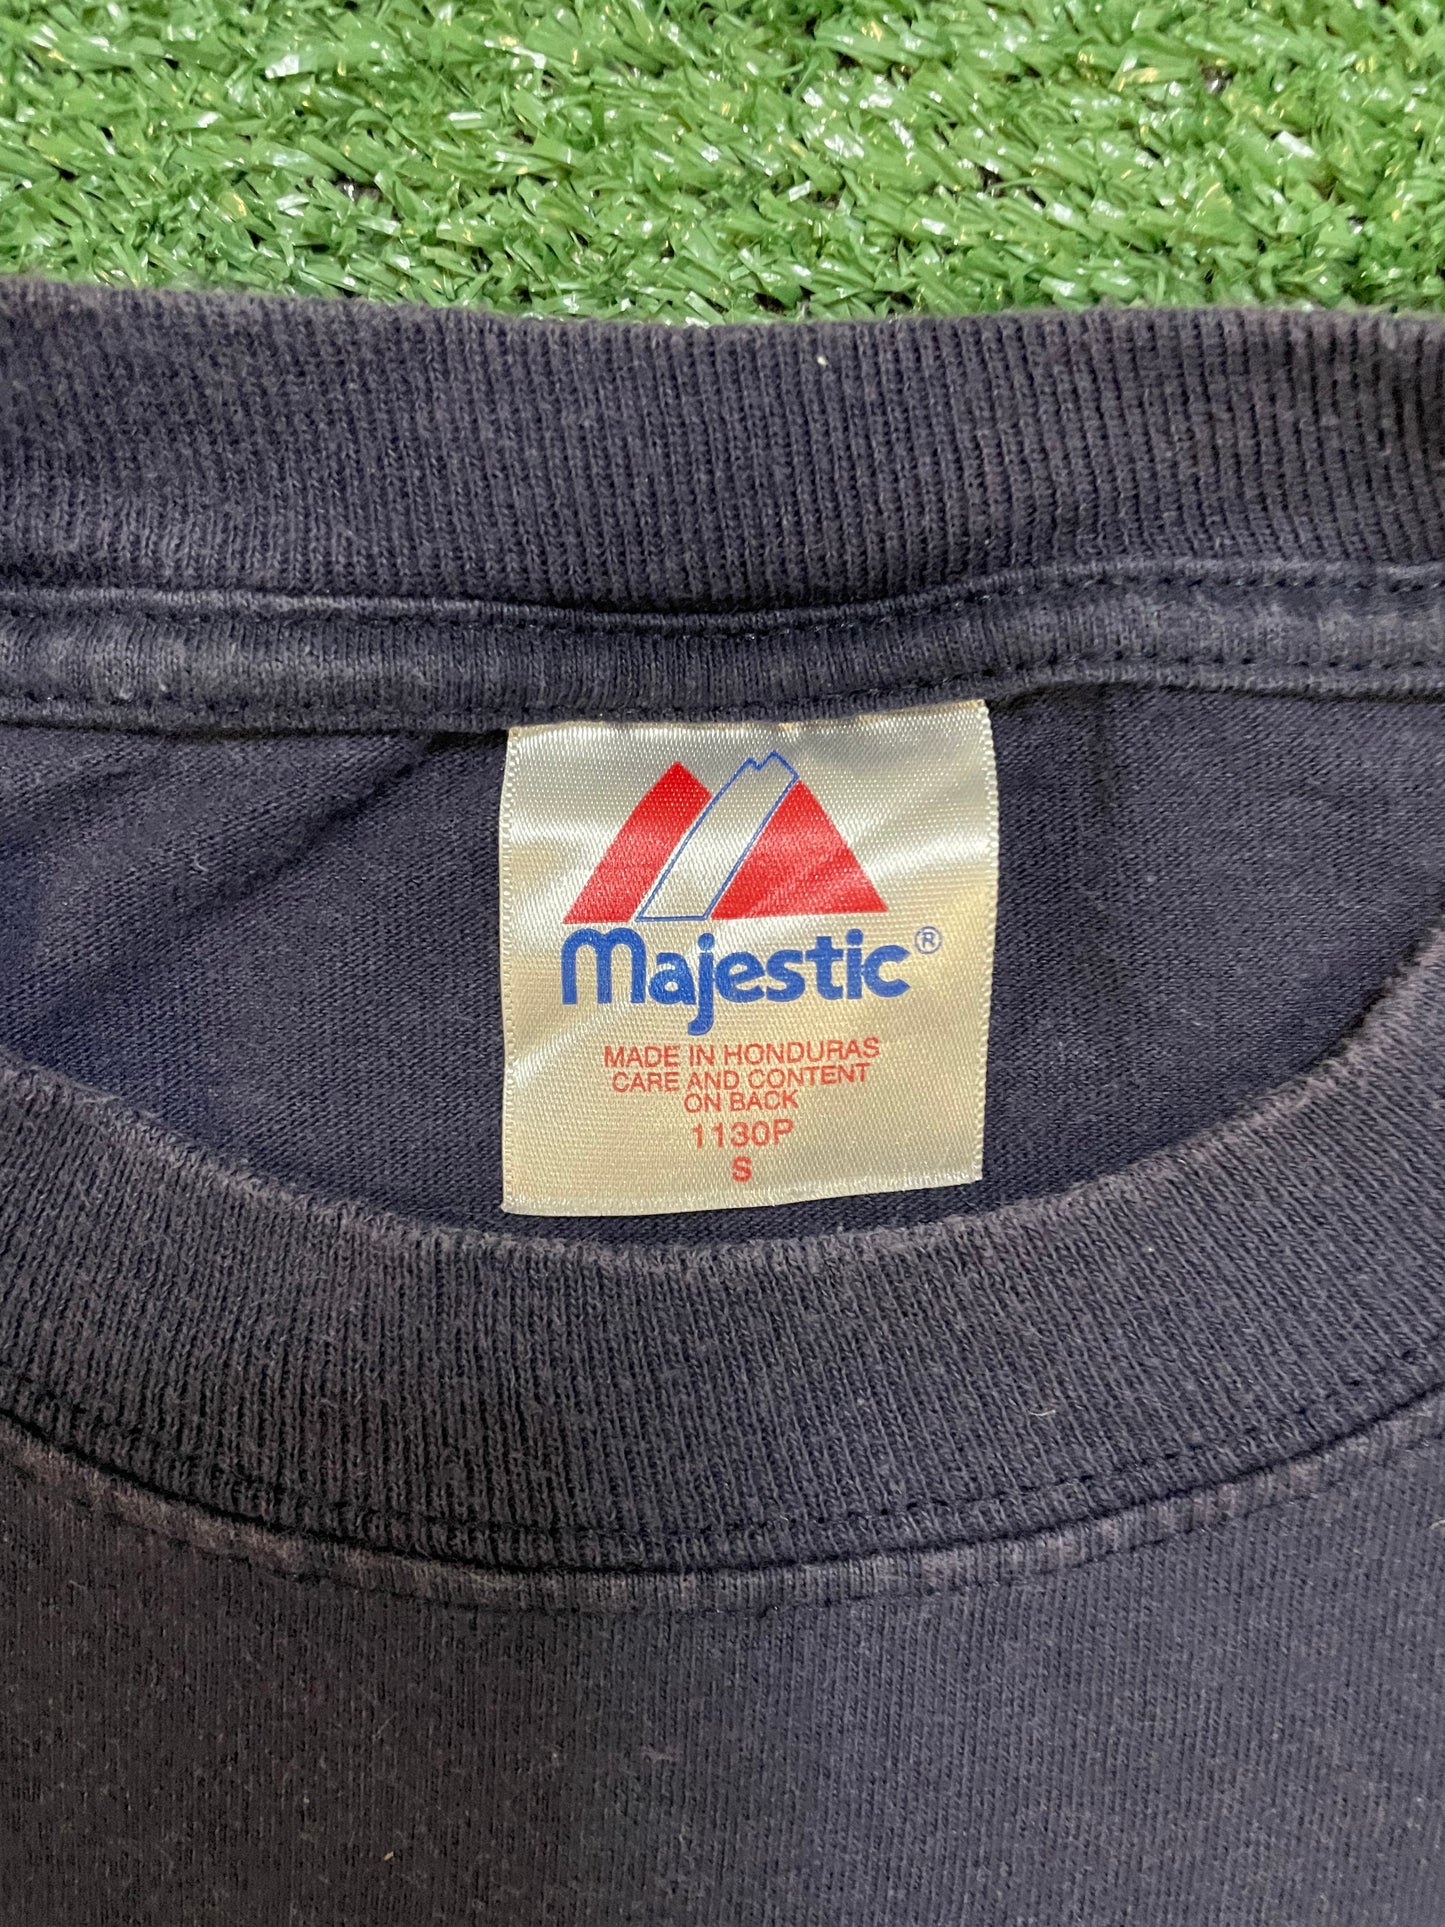 Majestic®
MADE IN HONDURAS
CARE AND CONTENT
ON BACK
1130P
S